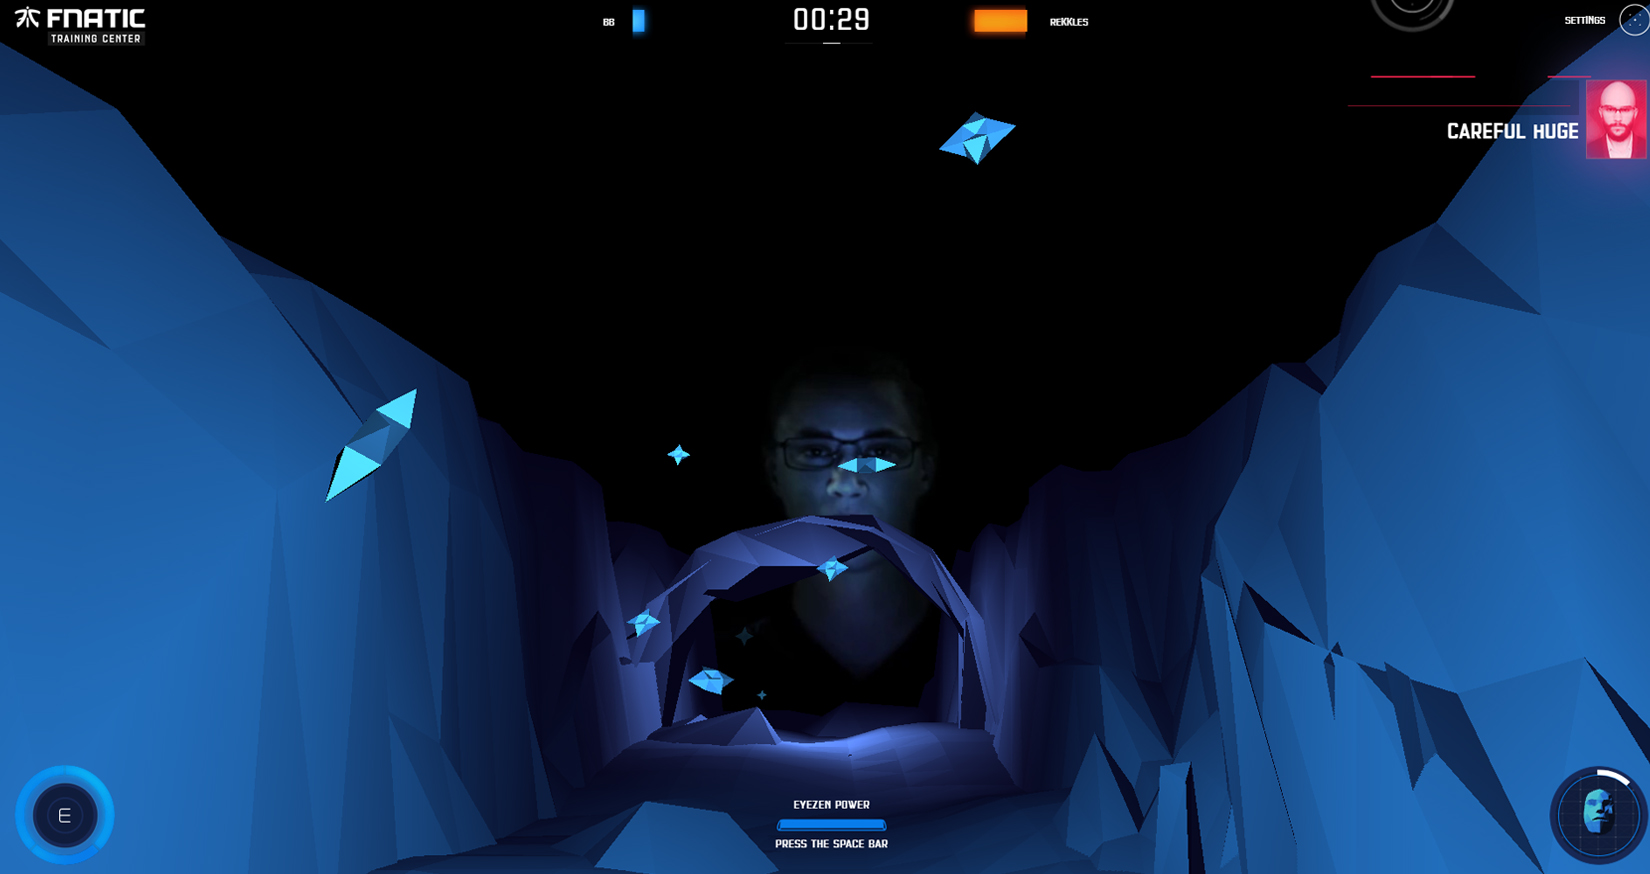 FNATIC
TRAINING CENTER
BB
00:29
REKKLES
SETTINGS
CAREFUL HUGE
E
EYEZEN POWER
PRESS THE SPACE BAR